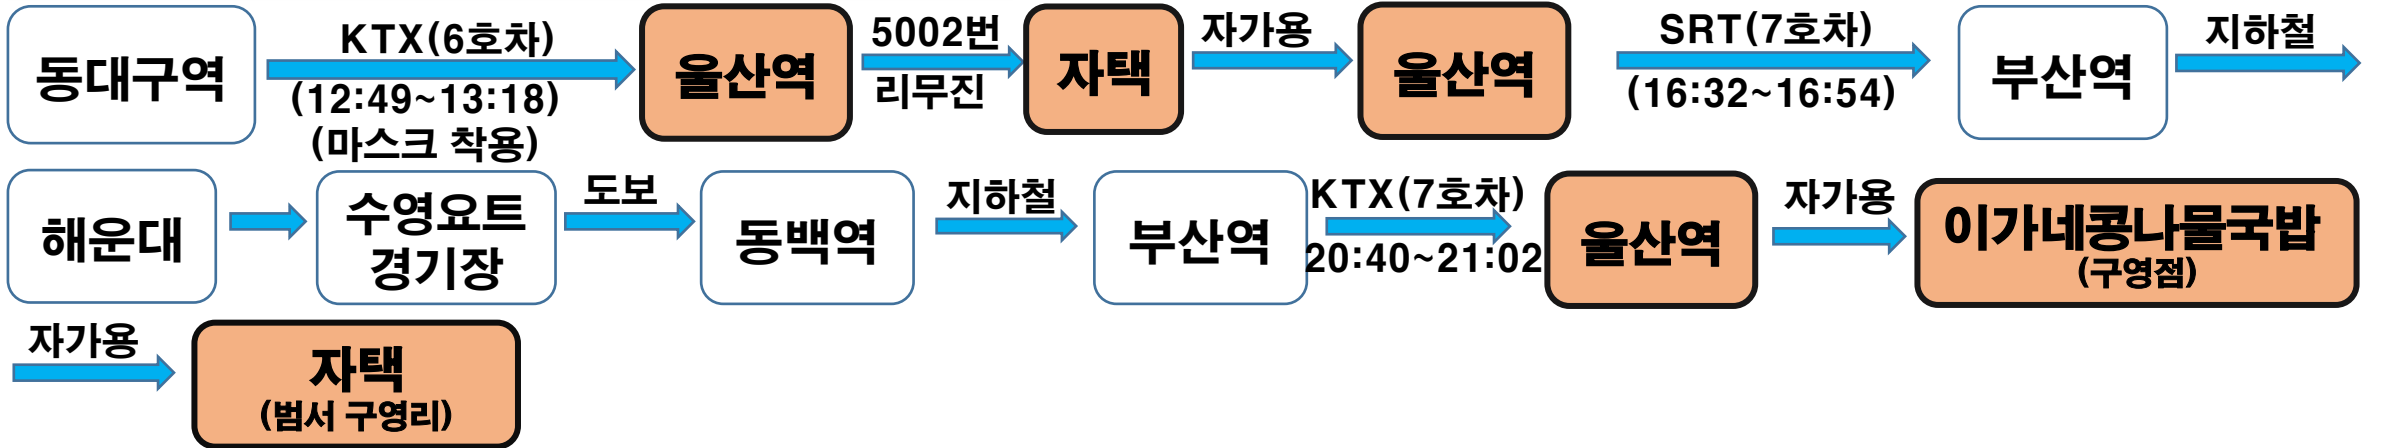 동대구역
KTX(6호차)
(12:49~13:18)
(마스크 착용)
울산역
5002번
리무진
자택
자가용
울산역
SRT(7호차)
(16:32~16:54)
부산역
지하철
해운대
수영요트
경기장
도보
동백역
지하철
부산역
KTX(7호차)
20:40~21:02
울산역
자가용
이가네콩나물국밥
(구영점)
자가용
자택
(범서 구영리)